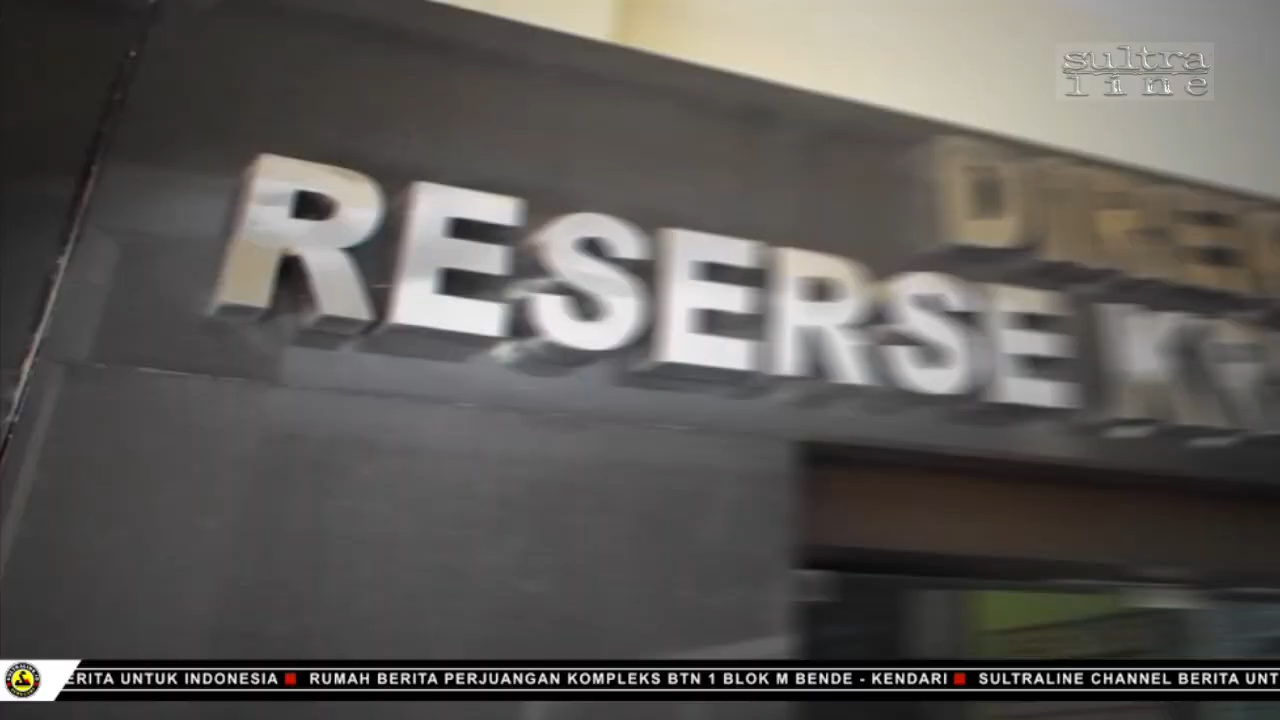 sultra
line
RESERSE
ERITA UNTUK INDONESIA ■ RUMAH BERITA PERJUANGAN KOMPLEKS BTN 1 BLOK M BENDE - KENDARI ■ SULTRALINE CHANNEL BERITA UNT